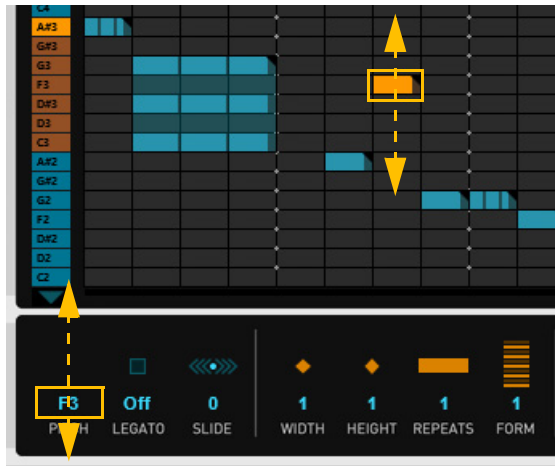 C4
A#3
G#3
G3
F3
D#3
D3
C3
A#2
G#2
G2
F2
D#2
D2
C2
F3 Off 0 1 1 1 1
PITCH LEGATO SLIDE WIDTH HEIGHT REPEATS FORM